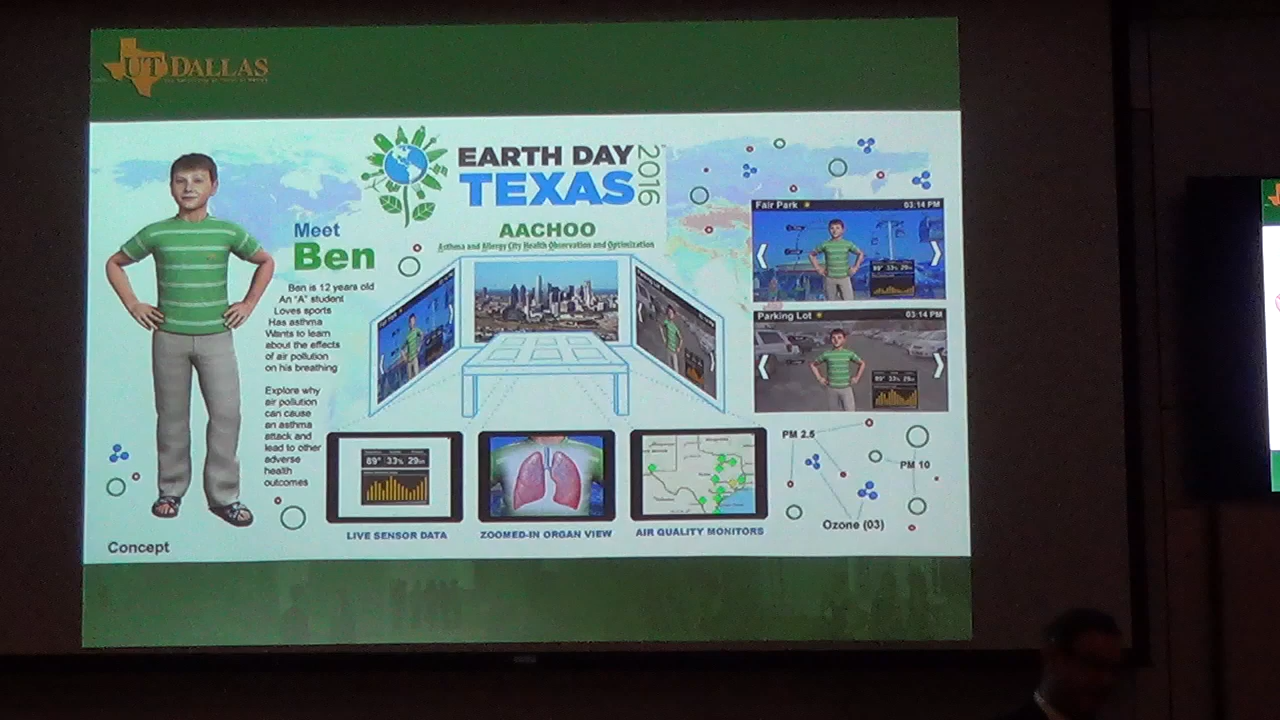 UT DALLAS
EARTH DAY
TEXAS
2016
AACHOO
Asthma and Allergy City Health Observation and Optimization
Meet
Ben
Ben is 12 years old
An "A" student
Loves sports
Has asthma
Wants to learn
about the effects
of air pollution
on his breathing
Explore why
air pollution
can cause
an asthma
attack and
lead to other
adverse
health
outcomes
Concept
Fair Park
03:14 PM
Parking Lot
03:14 PM
89° 33% 29
LIVE SENSOR DATA
ZOOMED-IN ORGAN VIEW
AIR QUALITY MONITORS
PM 2.5
PM 10
Ozone (03)